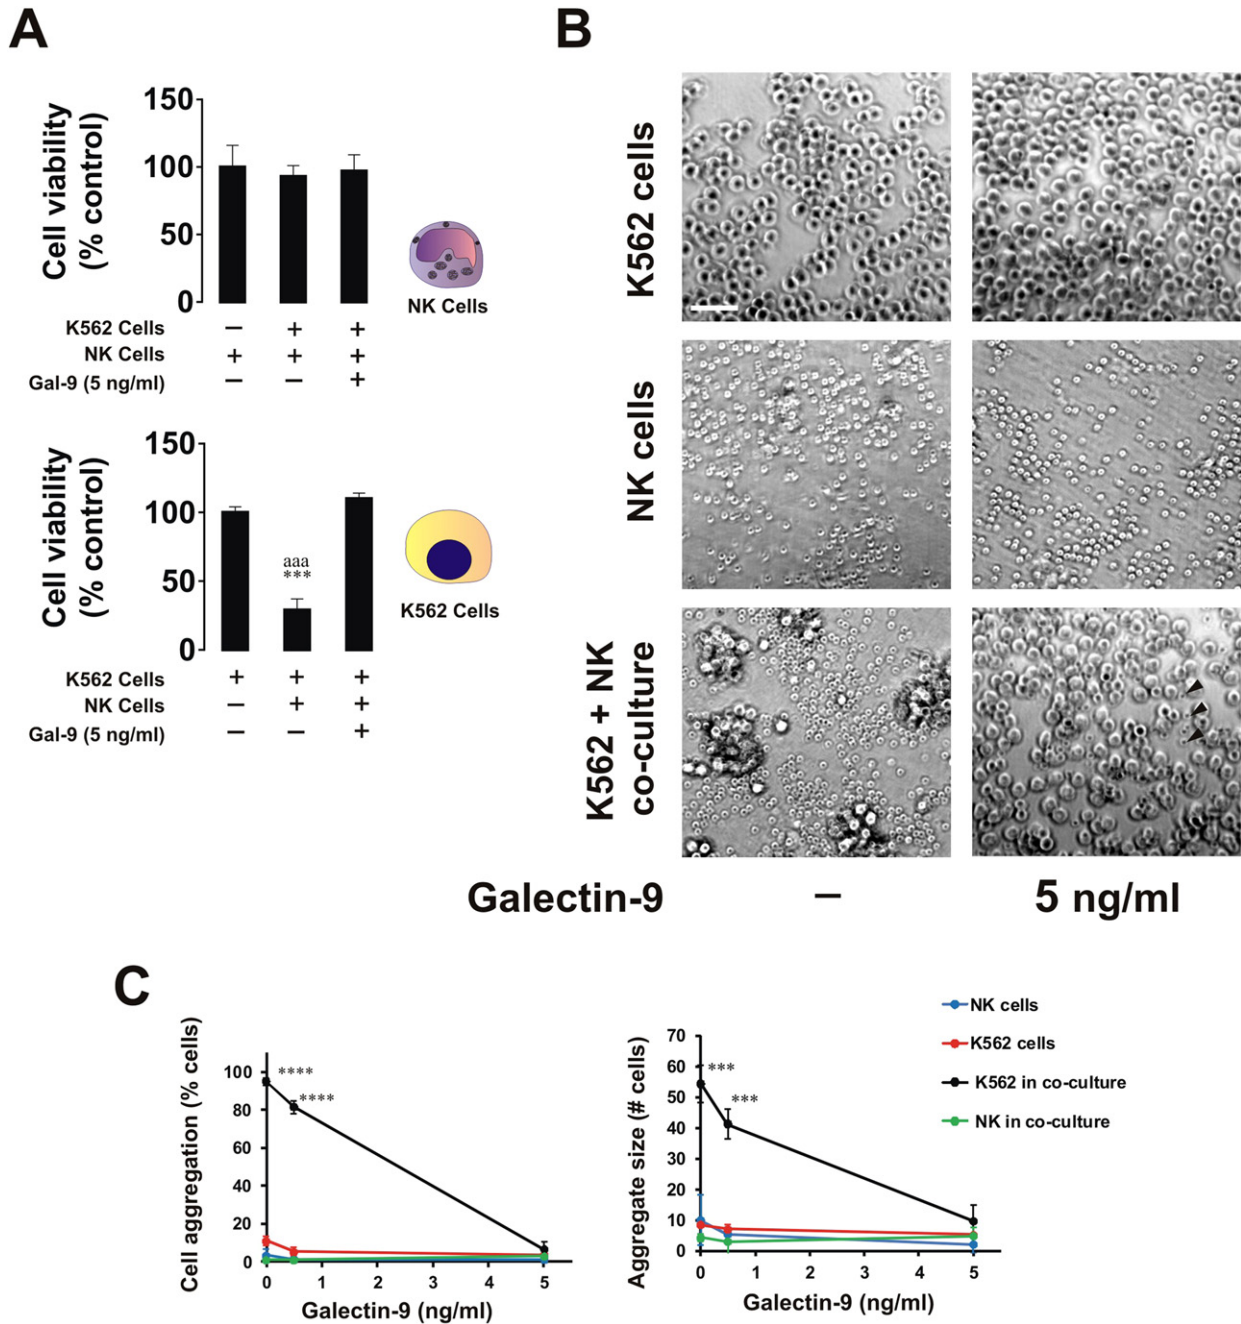 A
Cell viability
(% control)
150
100
50
0
NK Cells
K562 Cells − + +
NK Cells + + +
Gal-9 (5 ng/ml) − − +
Cell viability
(% control)
150
100
50
0
aaa
***
K562 Cells
K562 Cells + + +
NK Cells − + +
Gal-9 (5 ng/ml) − − +
B
K562 cells
NK cells
K562 + NK
co-culture
Galectin-9 − 5 ng/ml
C
Cell aggregation (% cells)
100
80
60
40
20
0
****
****
0 1 2 3 4 5
Galectin-9 (ng/ml)
Aggregate size (# cells)
70
60
50
40
30
20
10
0
***
***
0 1 2 3 4 5
Galectin-9 (ng/ml)
NK cells
K562 cells
K562 in co-culture
NK in co-culture